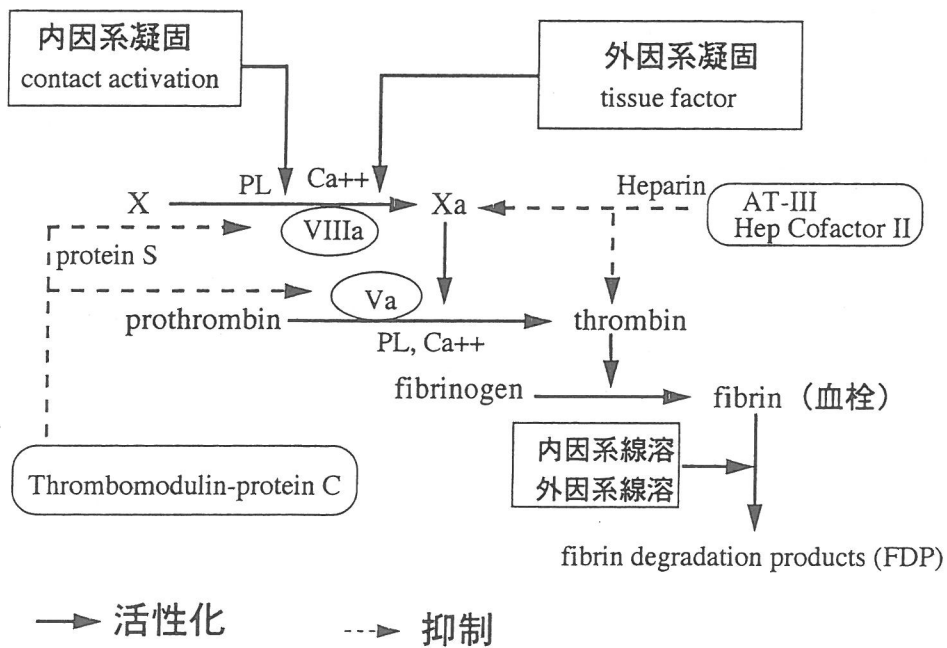 内因系凝固
contact activation
外因系凝固
tissue factor
PL
Ca++
Heparin
AT-III
Hep Cofactor II
X
Xa
VIIIa
protein S
Va
prothrombin
thrombin
PL, Ca++
fibrinogen
fibrin（血栓）
内因系線溶
外因系線溶
Thrombomodulin-protein C
fibrin degradation products (FDP)
活性化
抑制